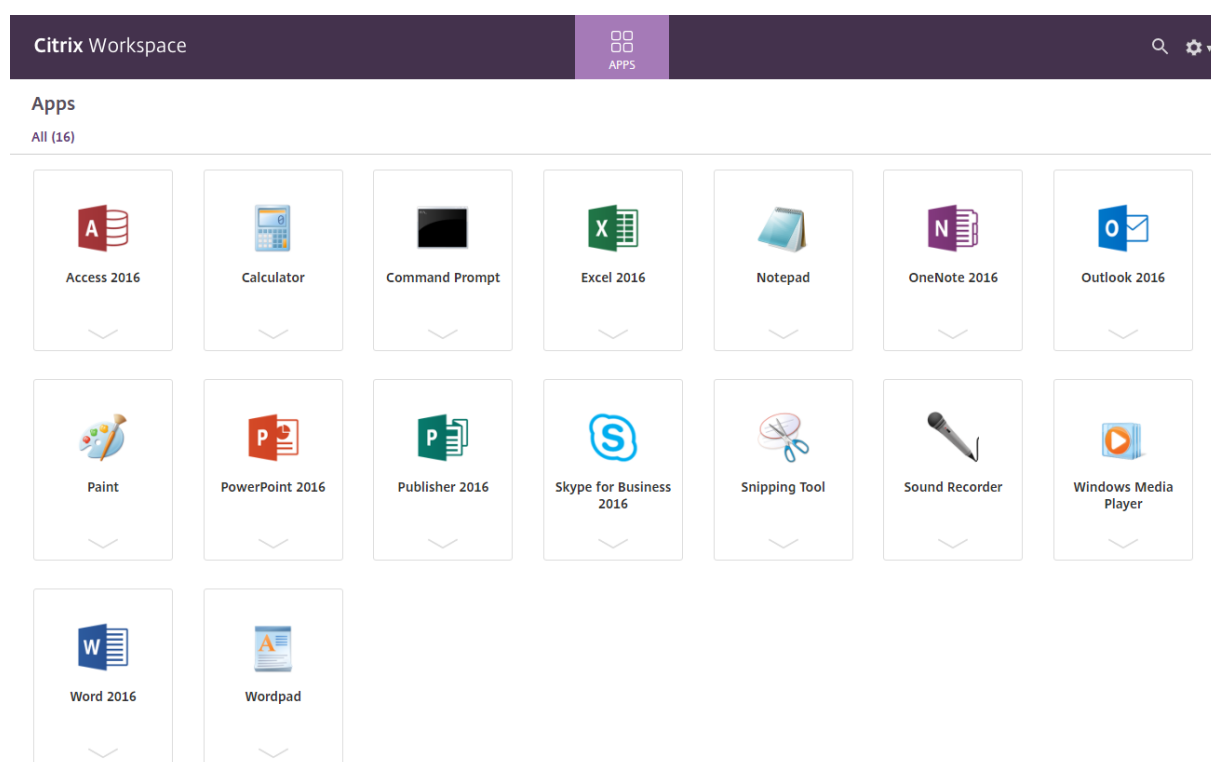 Citrix Workspace
APPS
Apps
All (16)
Access 2016
Calculator
Command Prompt
Excel 2016
Notepad
OneNote 2016
Outlook 2016
Paint
PowerPoint 2016
Publisher 2016
Skype for Business
2016
Snipping Tool
Sound Recorder
Windows Media
Player
Word 2016
Wordpad